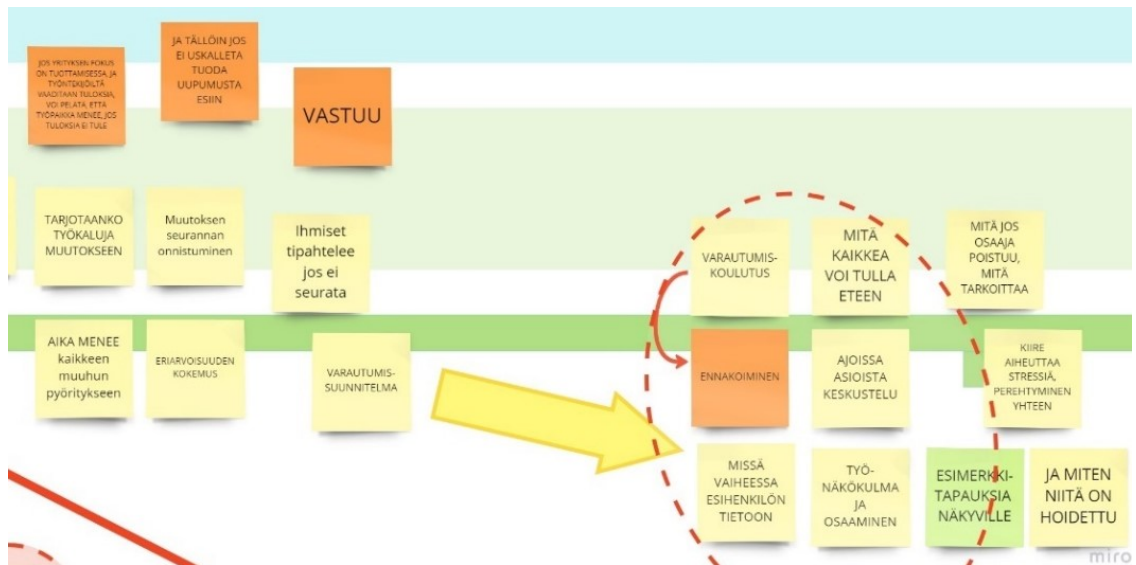 JOS YRITYKSEN FOKUS
ON TUOTTAMISESSA, JA
TYÖNTEKIJÖILTÄ
VAADITAAN TULOKSIA,
VOI PELÄTÄ, ETTÄ
TYÖPAIKKA MENEE, JOS
TULOKSIA EI TULE
JA TÄLLÖIN JOS
EI USKALLETA
TUODA
UUPUMUSTA
ESIIN
VASTUU
TARJOTAANKO
TYÖKALUJA
MUUTOKSEEN
Muutoksen
seurannan
onnistuminen
Ihmiset
tipahtelee
jos ei
seurata
VARAUTUMIS-
KOULUTUS
MITÄ
KAIKKEA
VOI TULLA
ETEEN
MITÄ JOS
OSAAJA
POISTUU,
MITÄ
TARKOITTAA
AIKA MENEE
kaikkeen
muuhun
pyöritykseen
ERIARVOISUUDEN
KOKEMUS
VARAUTUMIS-
SUUNNITELMA
ENNAKOIMINEN
AJOISSA
ASIOISTA
KESKUSTELU
KIIRE
AIHEUTTAA
STRESSIÄ,
PEREHTYMINEN
YHTEEN
MISSÄ
VAIHEESSA
ESIHENKILÖN
TIETOON
TYÖ-
NÄKÖKULMA
JA
OSAAMINEN
ESIMERKKI-
TAPAUKSIA
NÄKYVILLE
JA MITEN
NIITÄ ON
HOIDETTU
miro